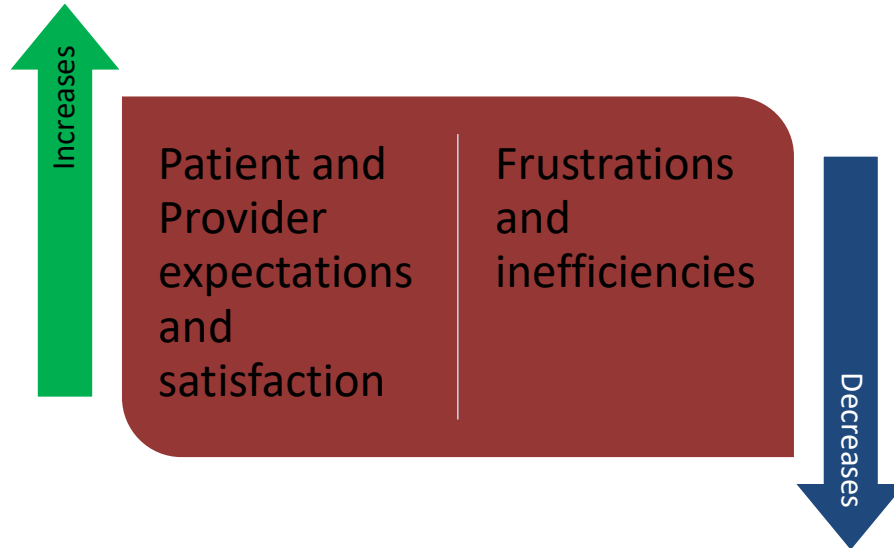 Increases
Patient and
Provider
expectations
and
satisfaction
Frustrations
and
inefficiencies
Decreases